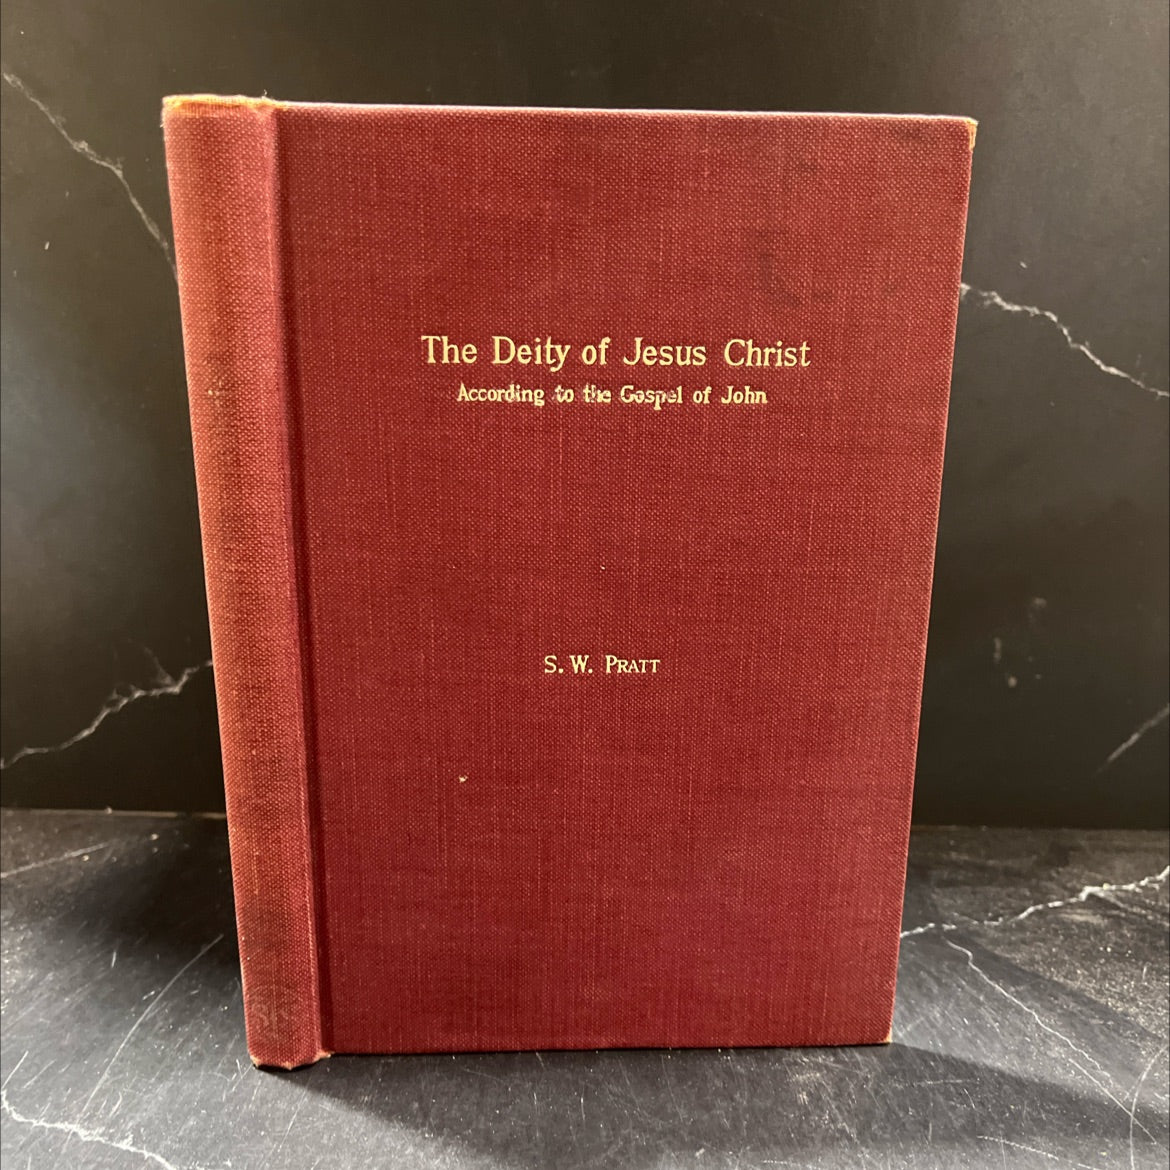 The Deity of Jesus Christ
According to the Gospel of John
S. W. PRATT